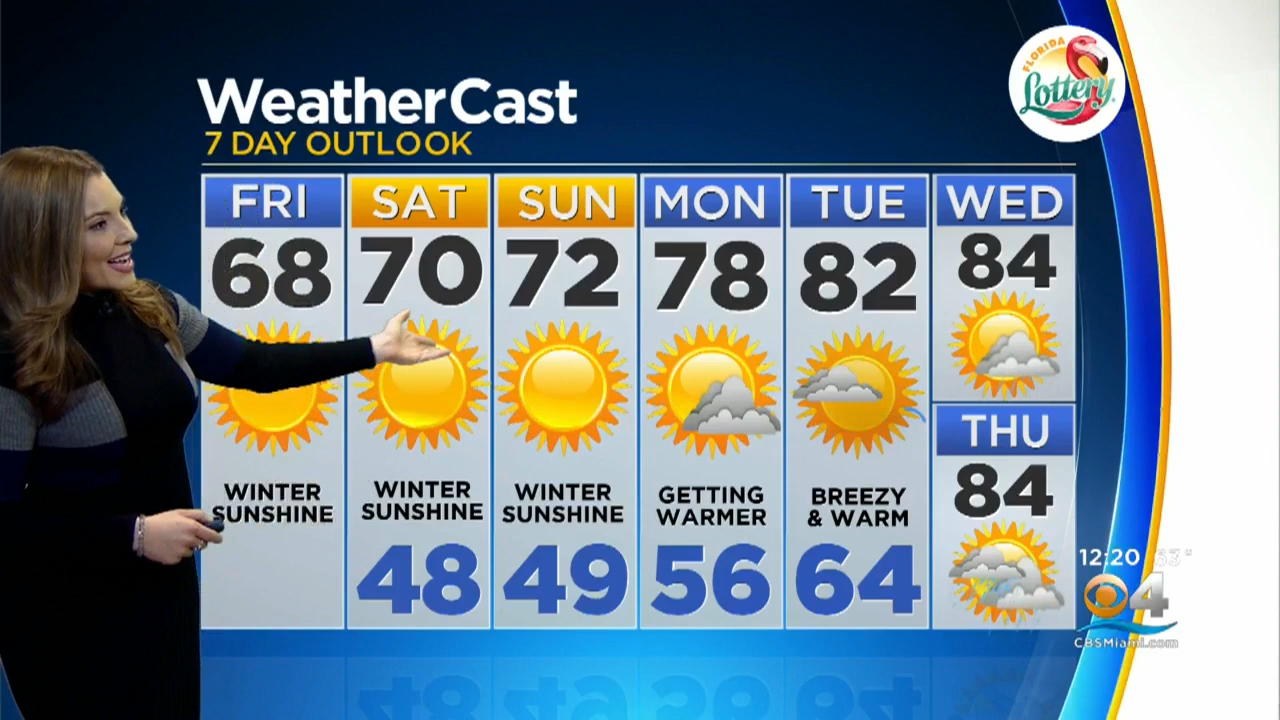 FLORIDA
Lottery
WeatherCast
7 DAY OUTLOOK
FRI
68
WINTER
SUNSHINE
SAT
70
WINTER
SUNSHINE
48
SUN
72
WINTER
SUNSHINE
49
MON
78
GETTING
WARMER
56
TUE
82
BREEZY
& WARM
64
WED
84
THU
84
12:20 63°
4
CBSMiami.com